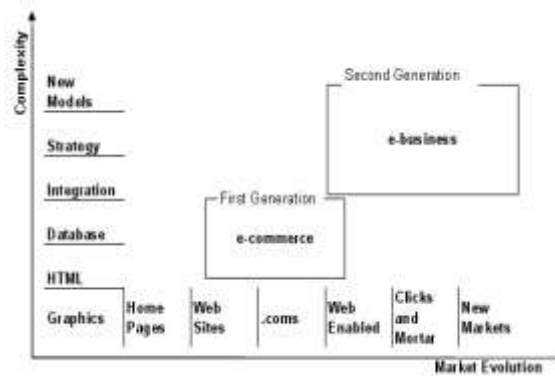 Complexity
New
Models
Strategy
Integration
Database
HTML
Graphics
Second Generation
e-business
First Generation
e-commerce
Home
Pages
Web
Sites
.coms
Web
Enabled
Clicks
and
Mortar
New
Markets
Market Evolution